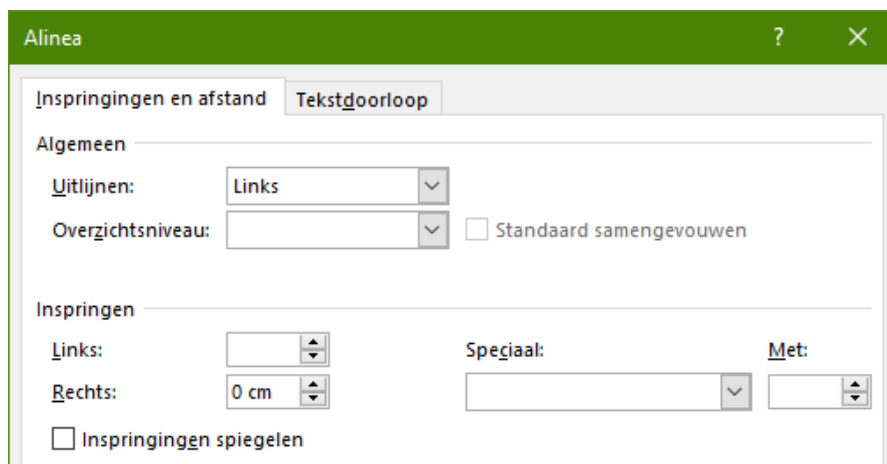 Alinea ?
Inspringingen en afstand Tekstdoorloop
Algemeen
Uitlijnen: Links
Overzichtsniveau: Standaard samengevouwen
Inspringen
Links: Speciaal: Met:
Rechts: 0 cm
Inspringingen spiegelen